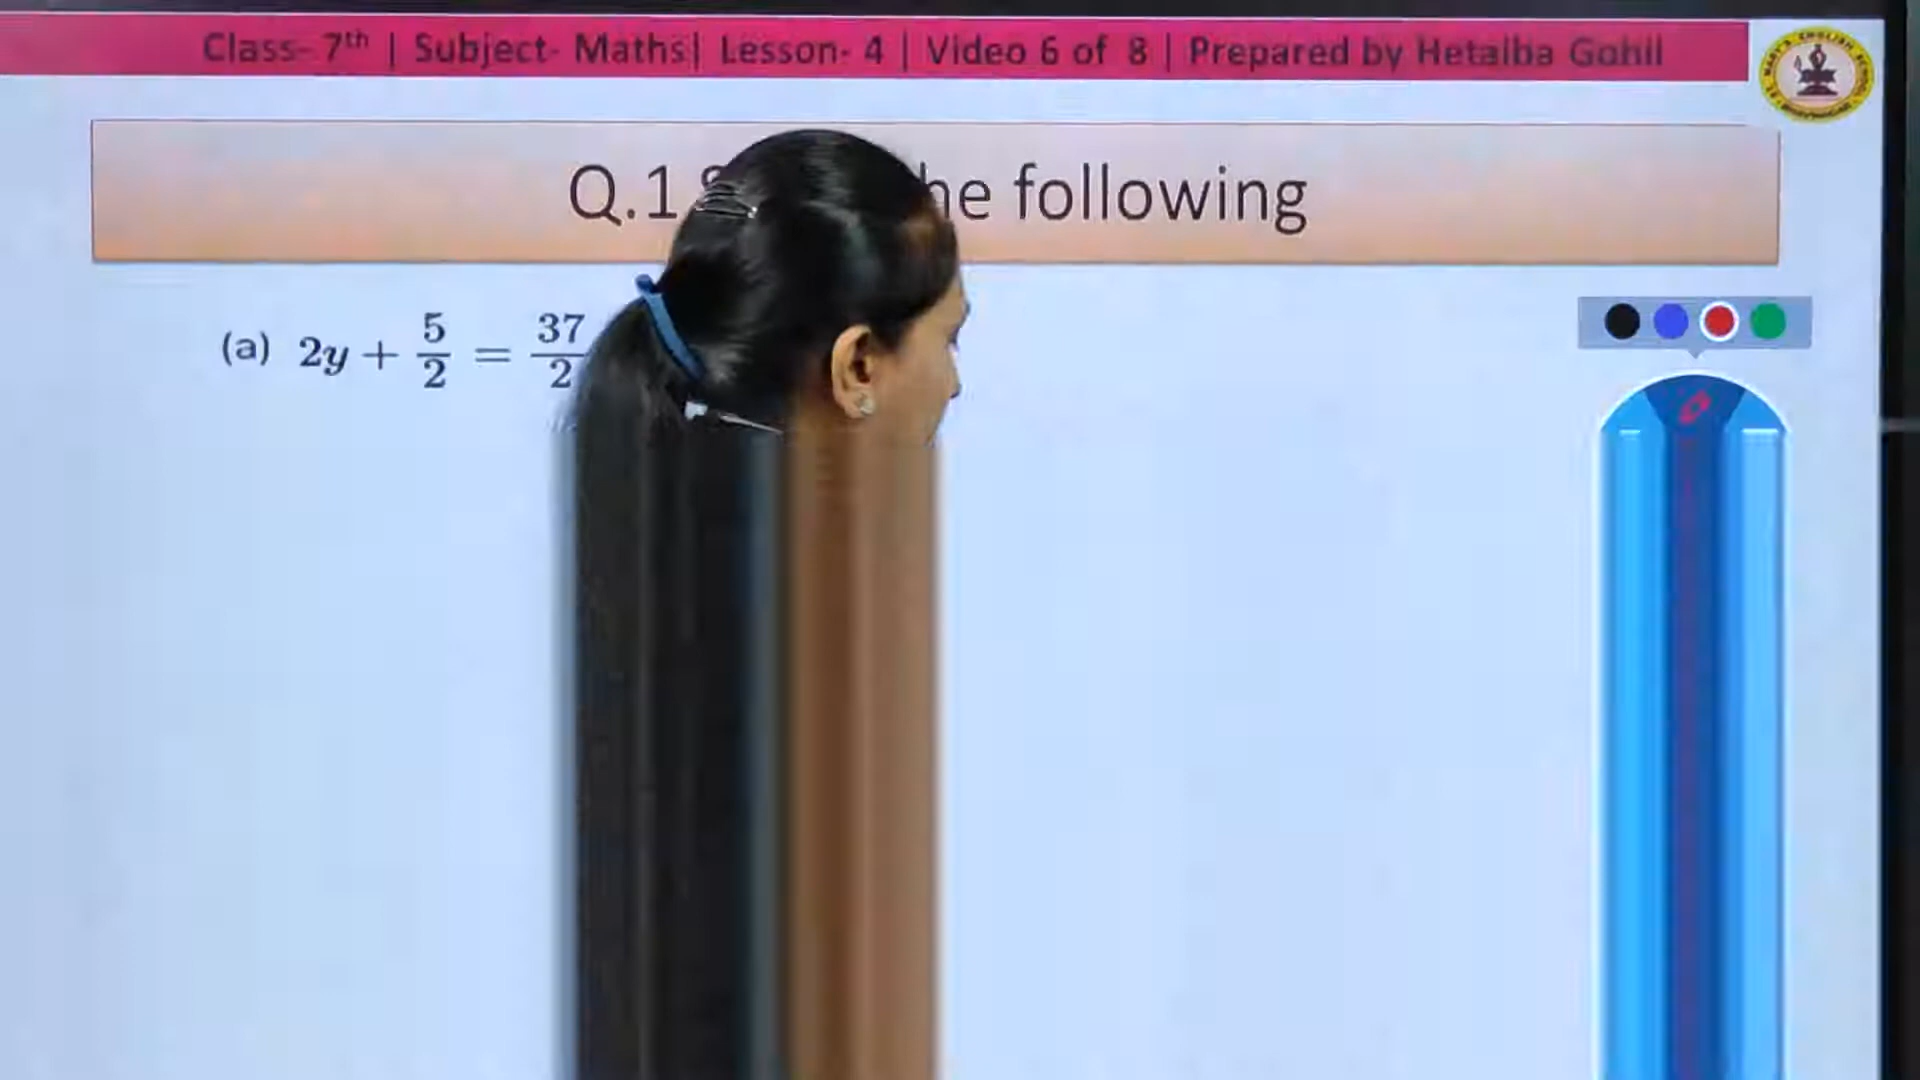 Class- 7th | Subject- Maths| Lesson- 4 | Video 6 of 8 | Prepared by Hetalba Gohil
Q.1 he following
(a) 2y + 5/2 = 37/2